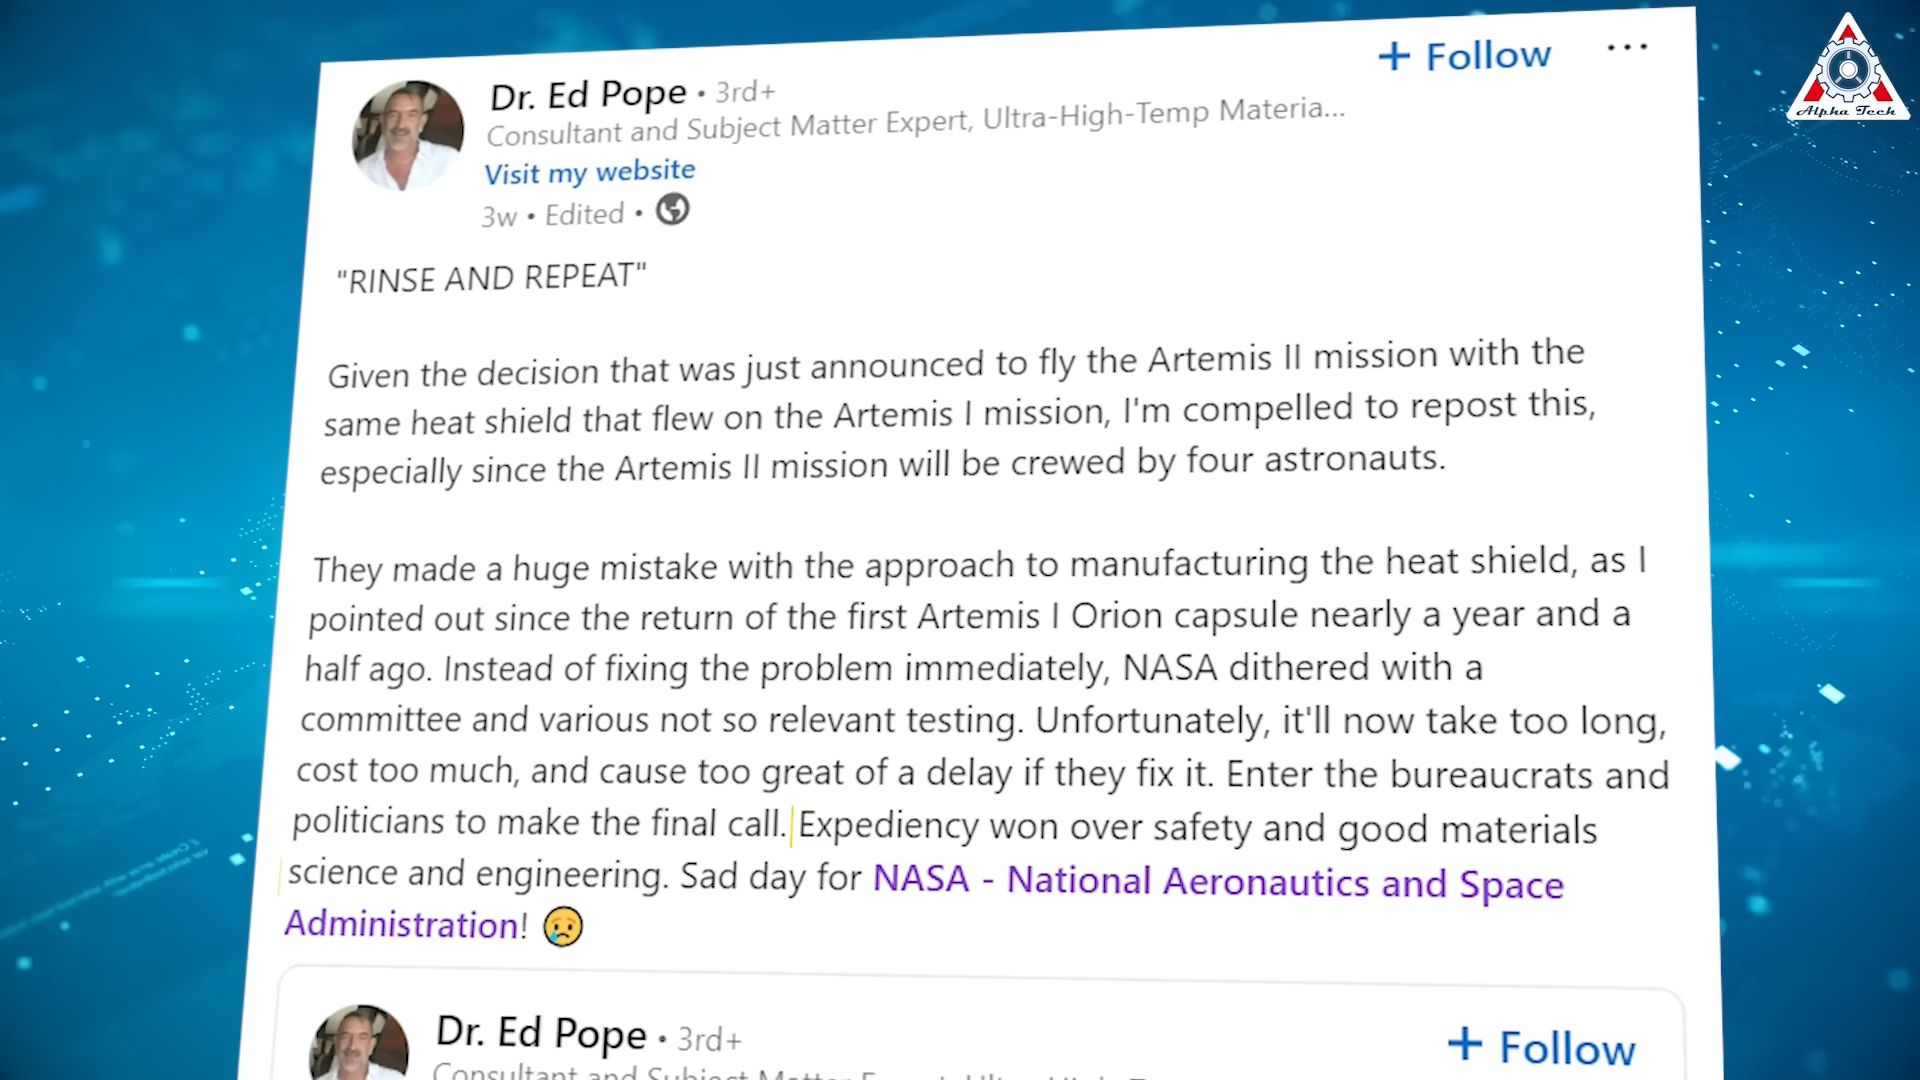 Alpha Tech
Dr. Ed Pope • 3rd+
+ Follow
Consultant and Subject Matter Expert, Ultra-High-Temp Materia...
Visit my website
3w • Edited •
"RINSE AND REPEAT"
Given the decision that was just announced to fly the Artemis II mission with the
same heat shield that flew on the Artemis I mission, I'm compelled to repost this,
especially since the Artemis II mission will be crewed by four astronauts.
They made a huge mistake with the approach to manufacturing the heat shield, as I
pointed out since the return of the first Artemis I Orion capsule nearly a year and a
half ago. Instead of fixing the problem immediately, NASA dithered with a
committee and various not so relevant testing. Unfortunately, it'll now take too long,
cost too much, and cause too great of a delay if they fix it. Enter the bureaucrats and
politicians to make the final call. Expediency won over safety and good materials
science and engineering. Sad day for NASA - National Aeronautics and Space
Administration! 😢
Dr. Ed Pope • 3rd+
+ Follow
Consultant and Subject Matter